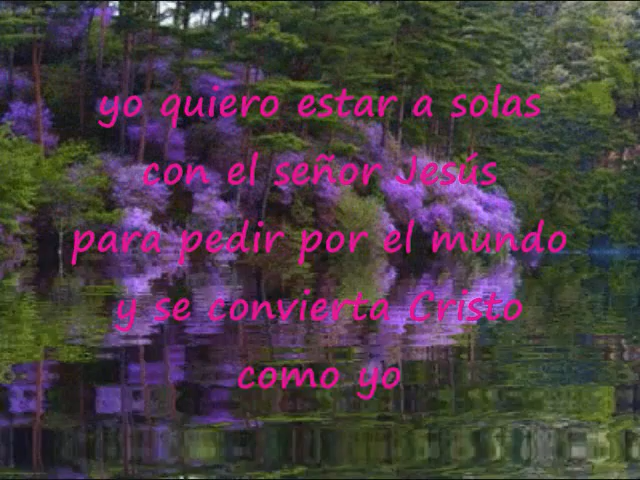 yo quiero estar a solas
con el señor Jesús
para pedir por el mundo
y se convierta Cristo
como yo